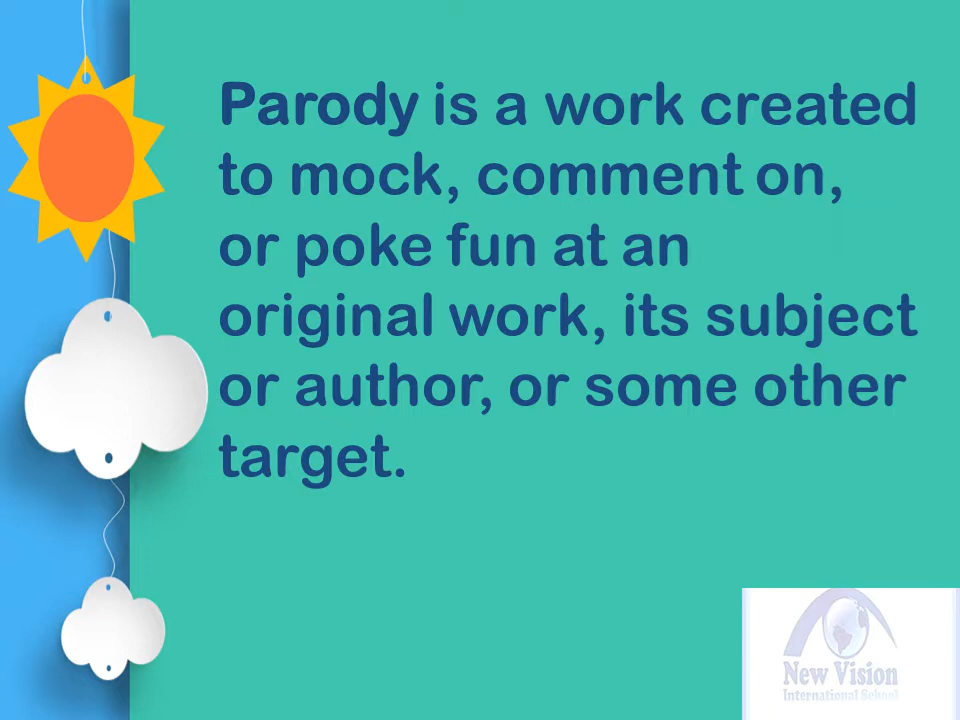 Parody is a work created
to mock, comment on,
or poke fun at an
original work, its subject
or author, or some other
target.
New Vision
International School